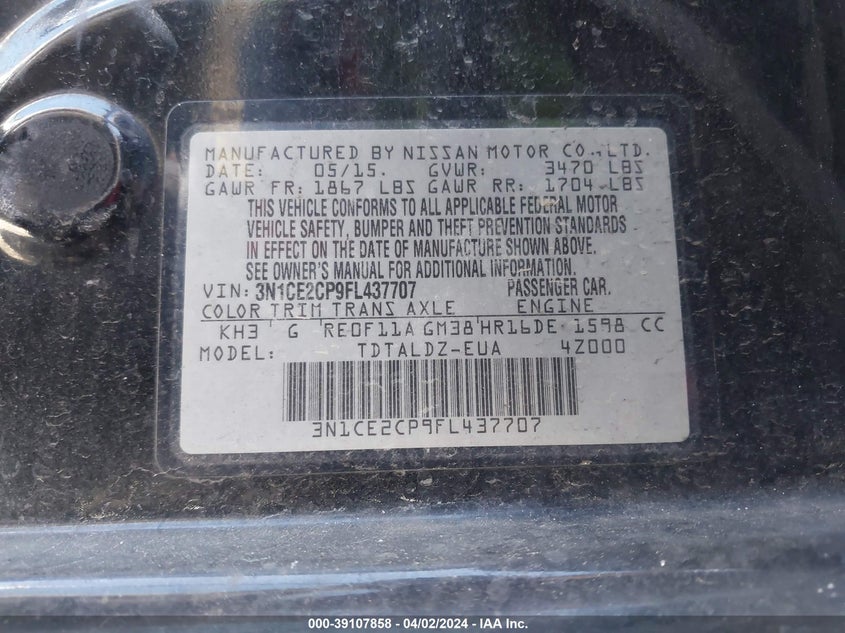 MANUFACTURED BY NISSAN MOTOR CO., LTD.
DATE: 05/15. GVWR: 3470 LBS
GAWR FR: 1867 LBS GAWR RR: 1704 LBS
THIS VEHICLE CONFORMS TO ALL APPLICABLE FEDERAL MOTOR
VEHICLE SAFETY, BUMPER AND THEFT PREVENTION STANDARDS
IN EFFECT ON THE DATE OF MANUFACTURE SHOWN ABOVE.
SEE OWNER'S MANUAL FOR ADDITIONAL INFORMATION.
VIN: 3N1CE2CP9FL437707 PASSENGER CAR.
COLOR TRIM TRANS AXLE ENGINE
KH3 G RE0F11A GM38 HR16DE 1598 CC
MODEL: TDTALDZ-EUA 4Z000
3N1CE2CP9FL437707
000-39107858 - 04/02/2024 - IAA Inc.